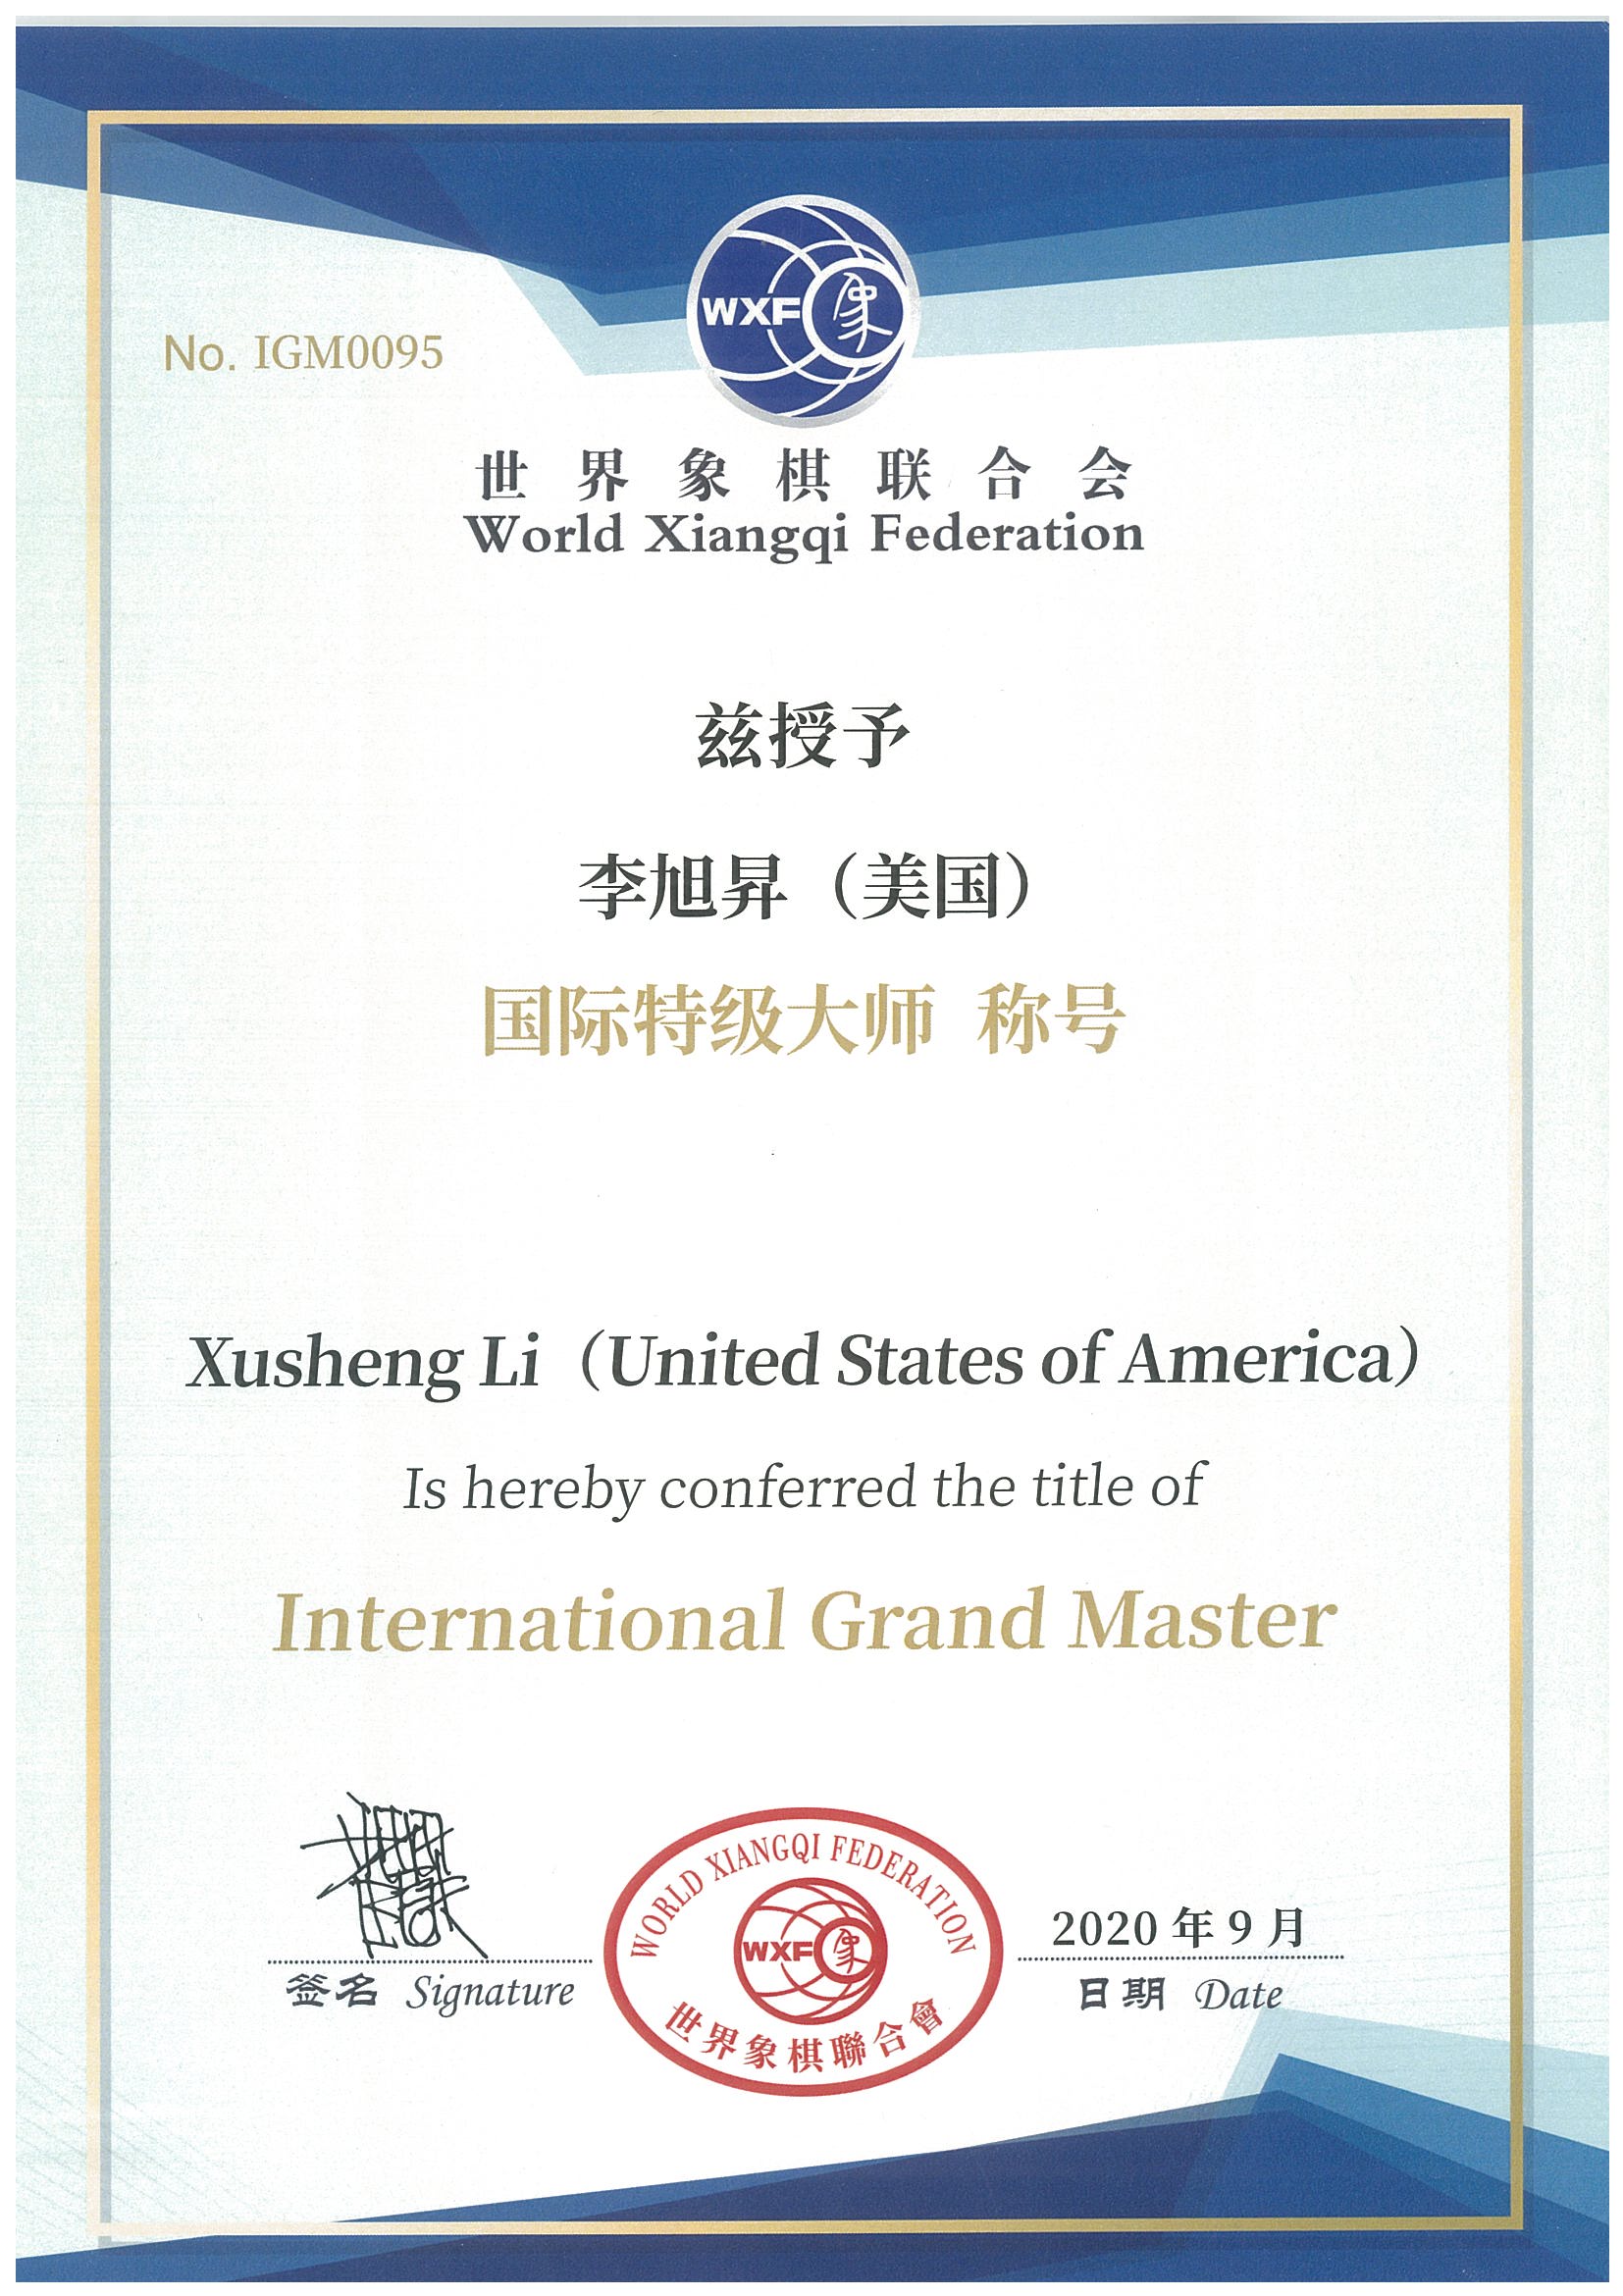 WXF 象
No. IGM0095
世界象棋联合会
World Xiangqi Federation
兹授予
李旭昇（美国）
国际特级大师 称号
Xusheng Li（United States of America）
Is hereby conferred the title of
International Grand Master
WORLD XIANGQI FEDERATION
WXF 象
世界象棋聯合會
2020 年 9 月
签名 Signature
日期 Date